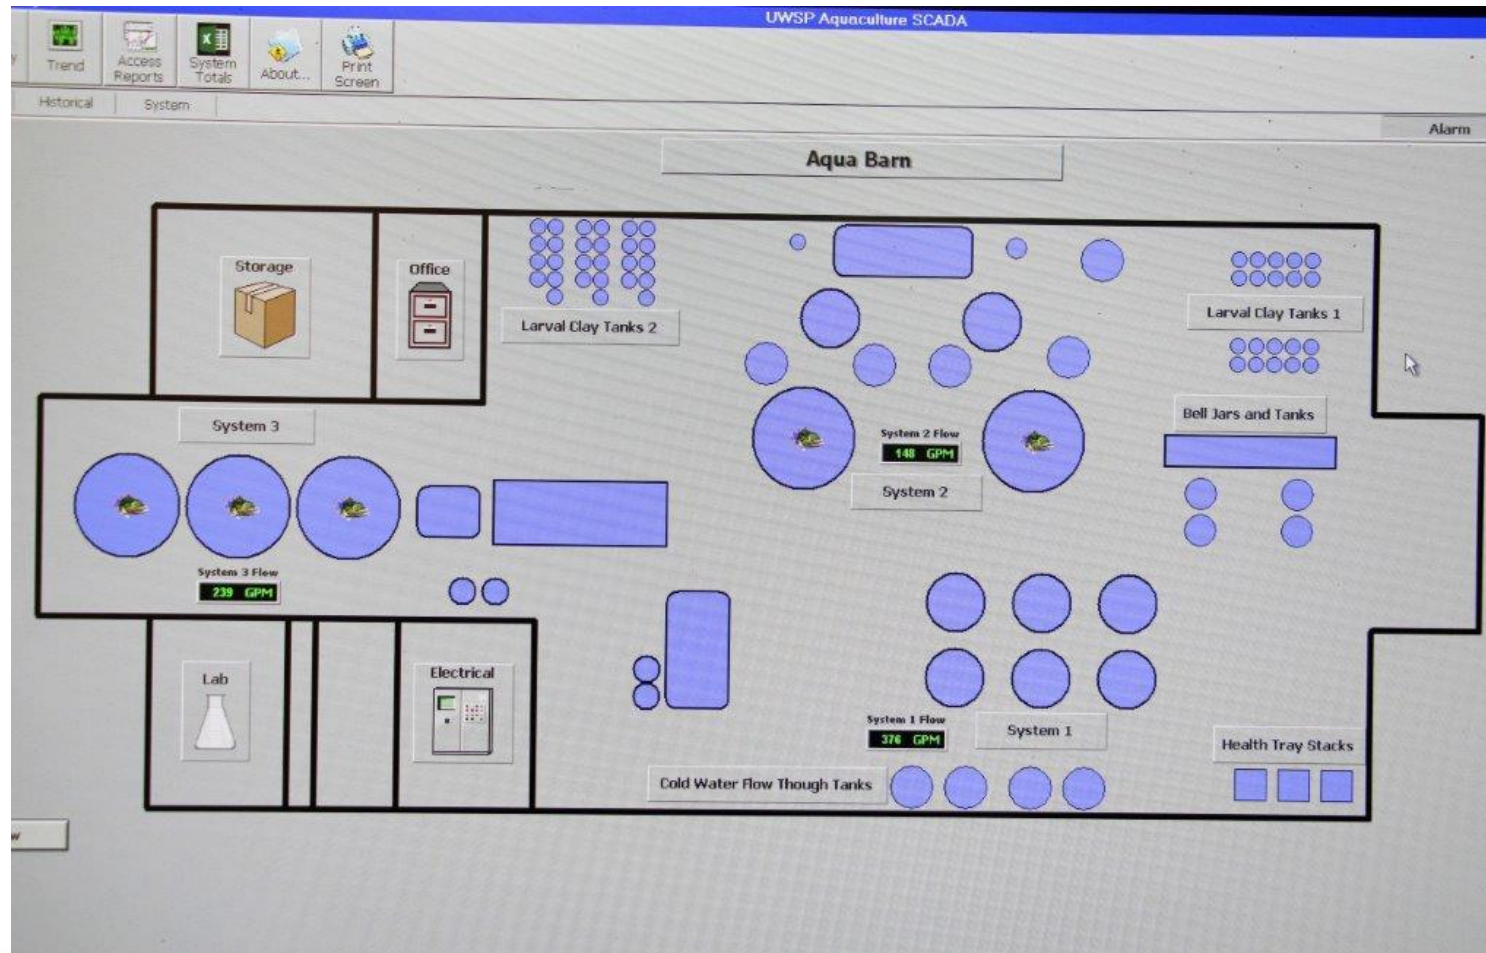 UWSP Aquaculture SCADA
Trend
Access
Reports
System
Totals
About...
Print
Screen
Historical
System
Alarm
Aqua Barn
Storage
Office
Larval Clay Tanks 2
Larval Clay Tanks 1
Bell Jars and Tanks
System 3
System 2 Flow
148 GPM
System 2
System 3 Flow
239 GPM
Lab
Electrical
System 1 Flow
376 GPM
System 1
Health Tray Stacks
Cold Water Flow Though Tanks